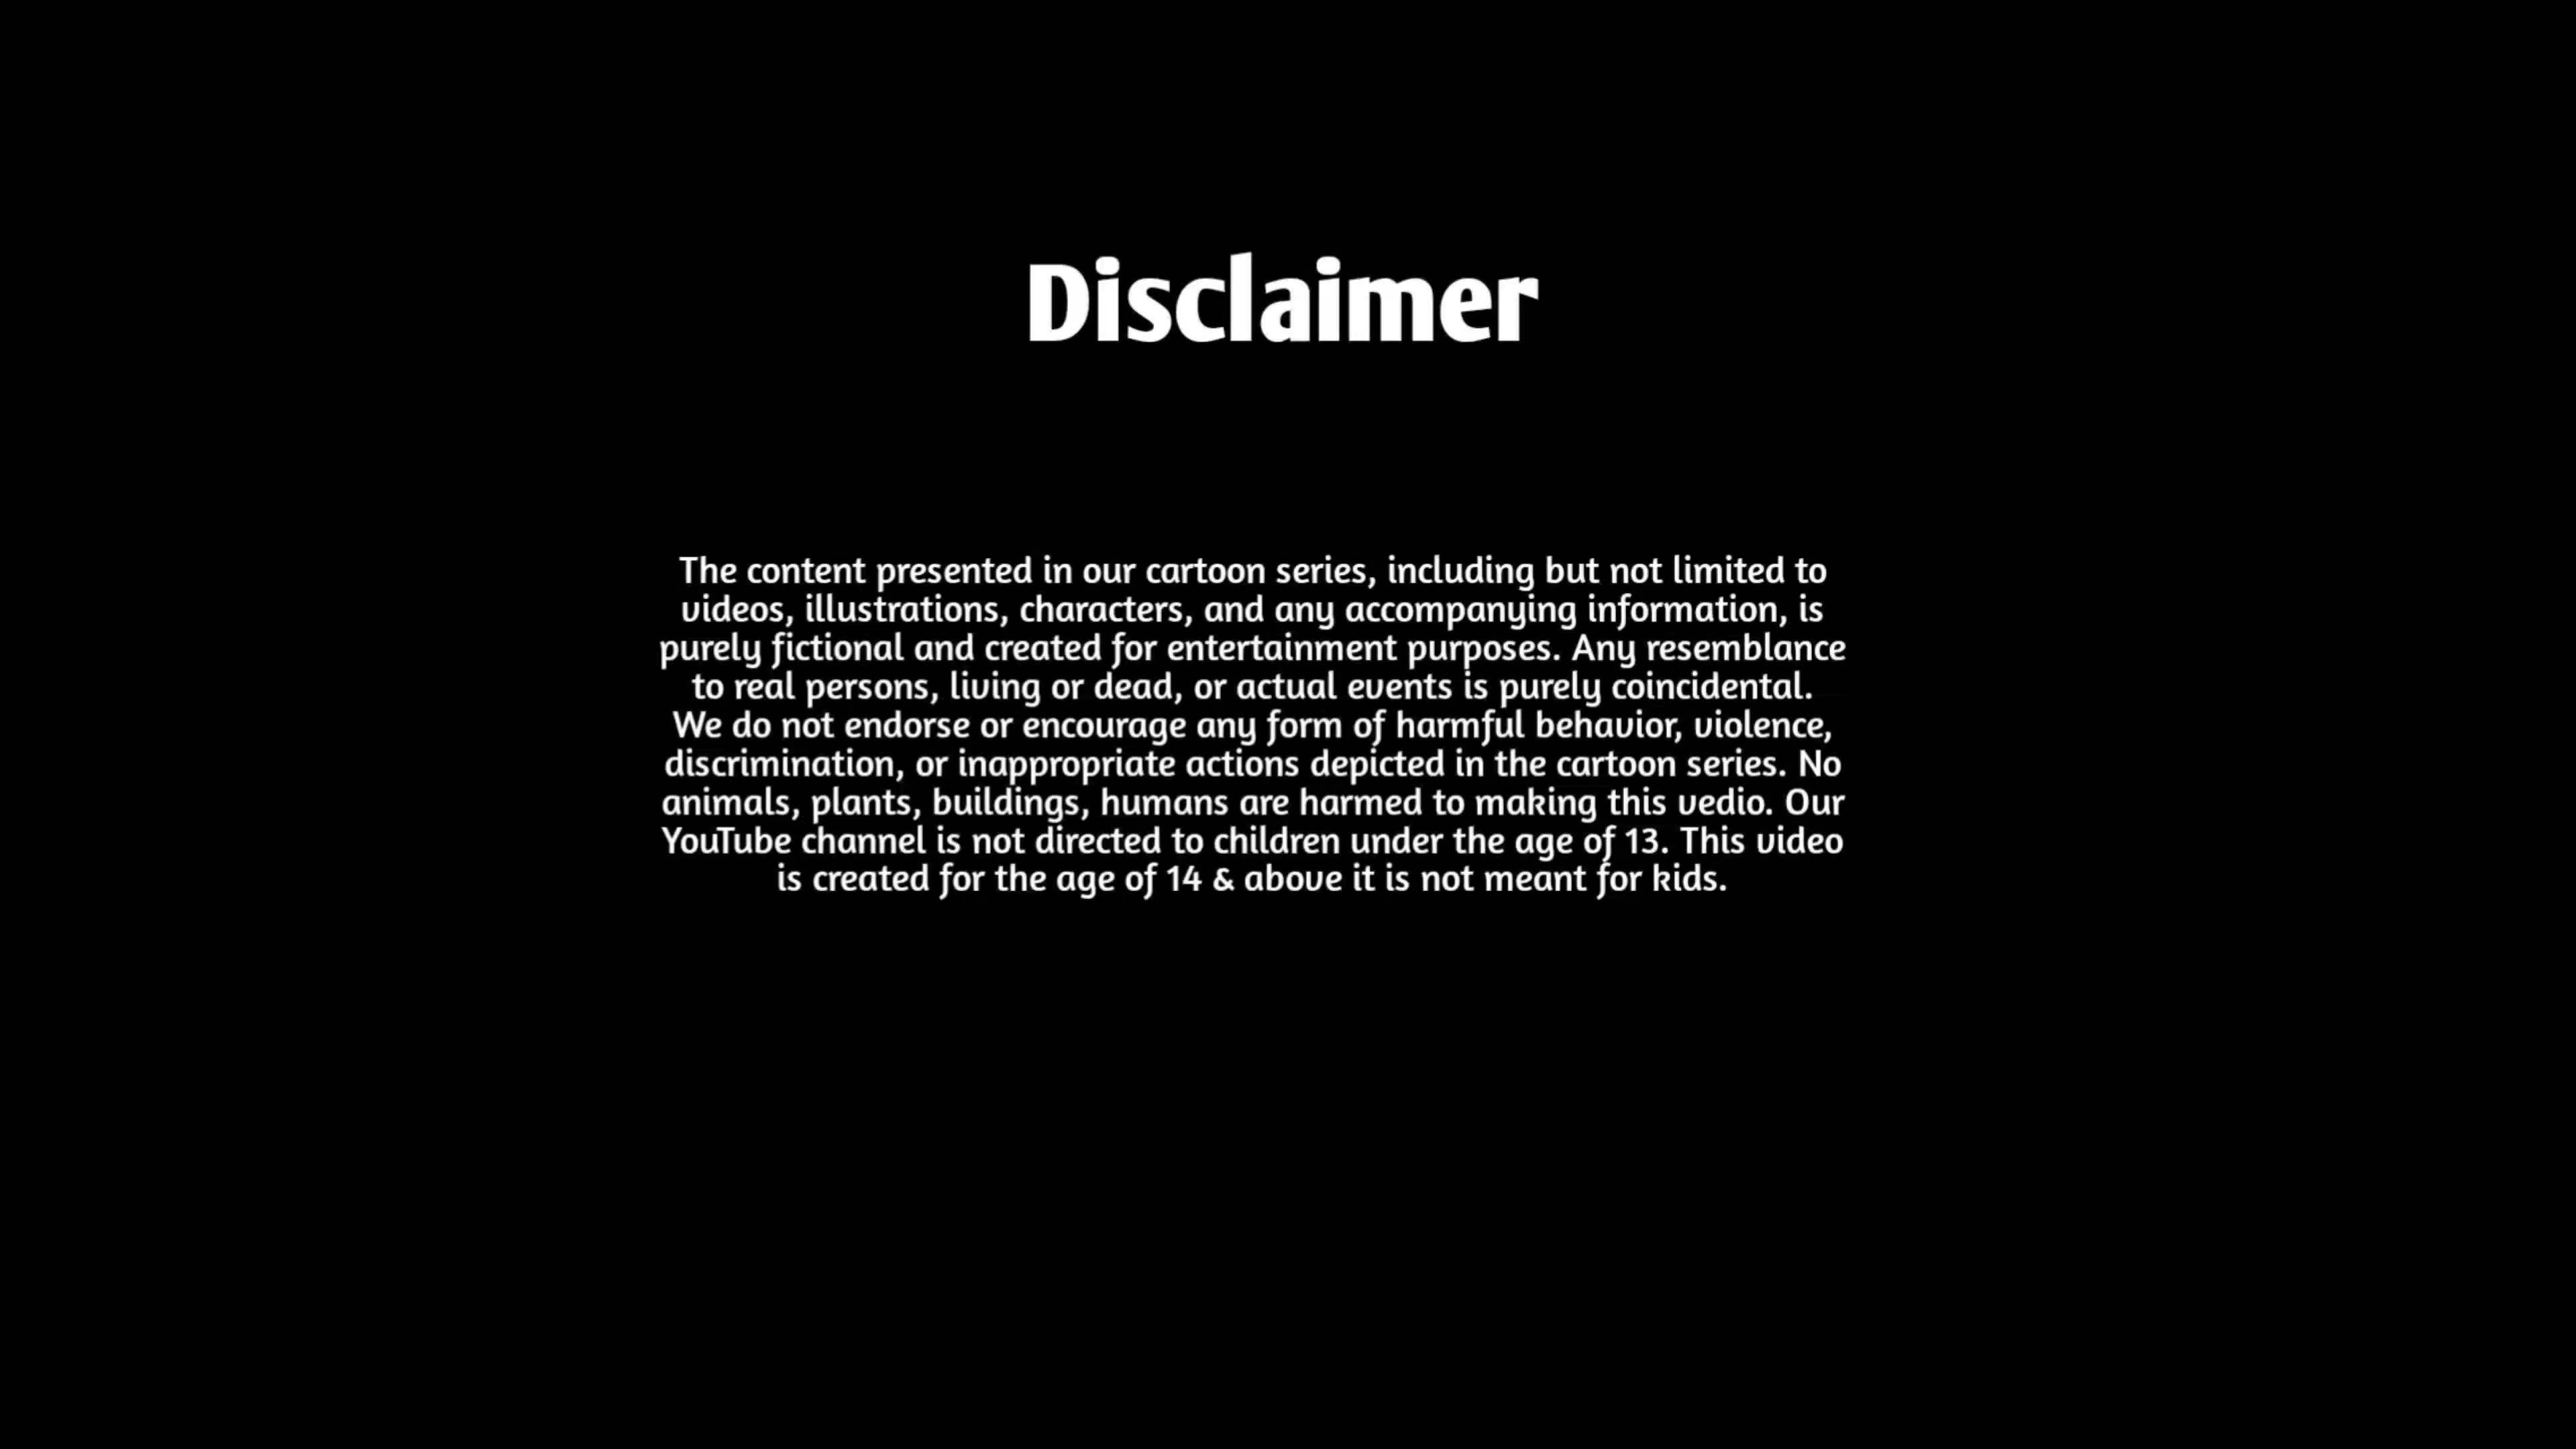 Disclaimer
The content presented in our cartoon series, including but not limited to
videos, illustrations, characters, and any accompanying information, is
purely fictional and created for entertainment purposes. Any resemblance
to real persons, living or dead, or actual events is purely coincidental.
We do not endorse or encourage any form of harmful behavior, violence,
discrimination, or inappropriate actions depicted in the cartoon series. No
animals, plants, buildings, humans are harmed to making this vedio. Our
YouTube channel is not directed to children under the age of 13. This video
is created for the age of 14 & above it is not meant for kids.